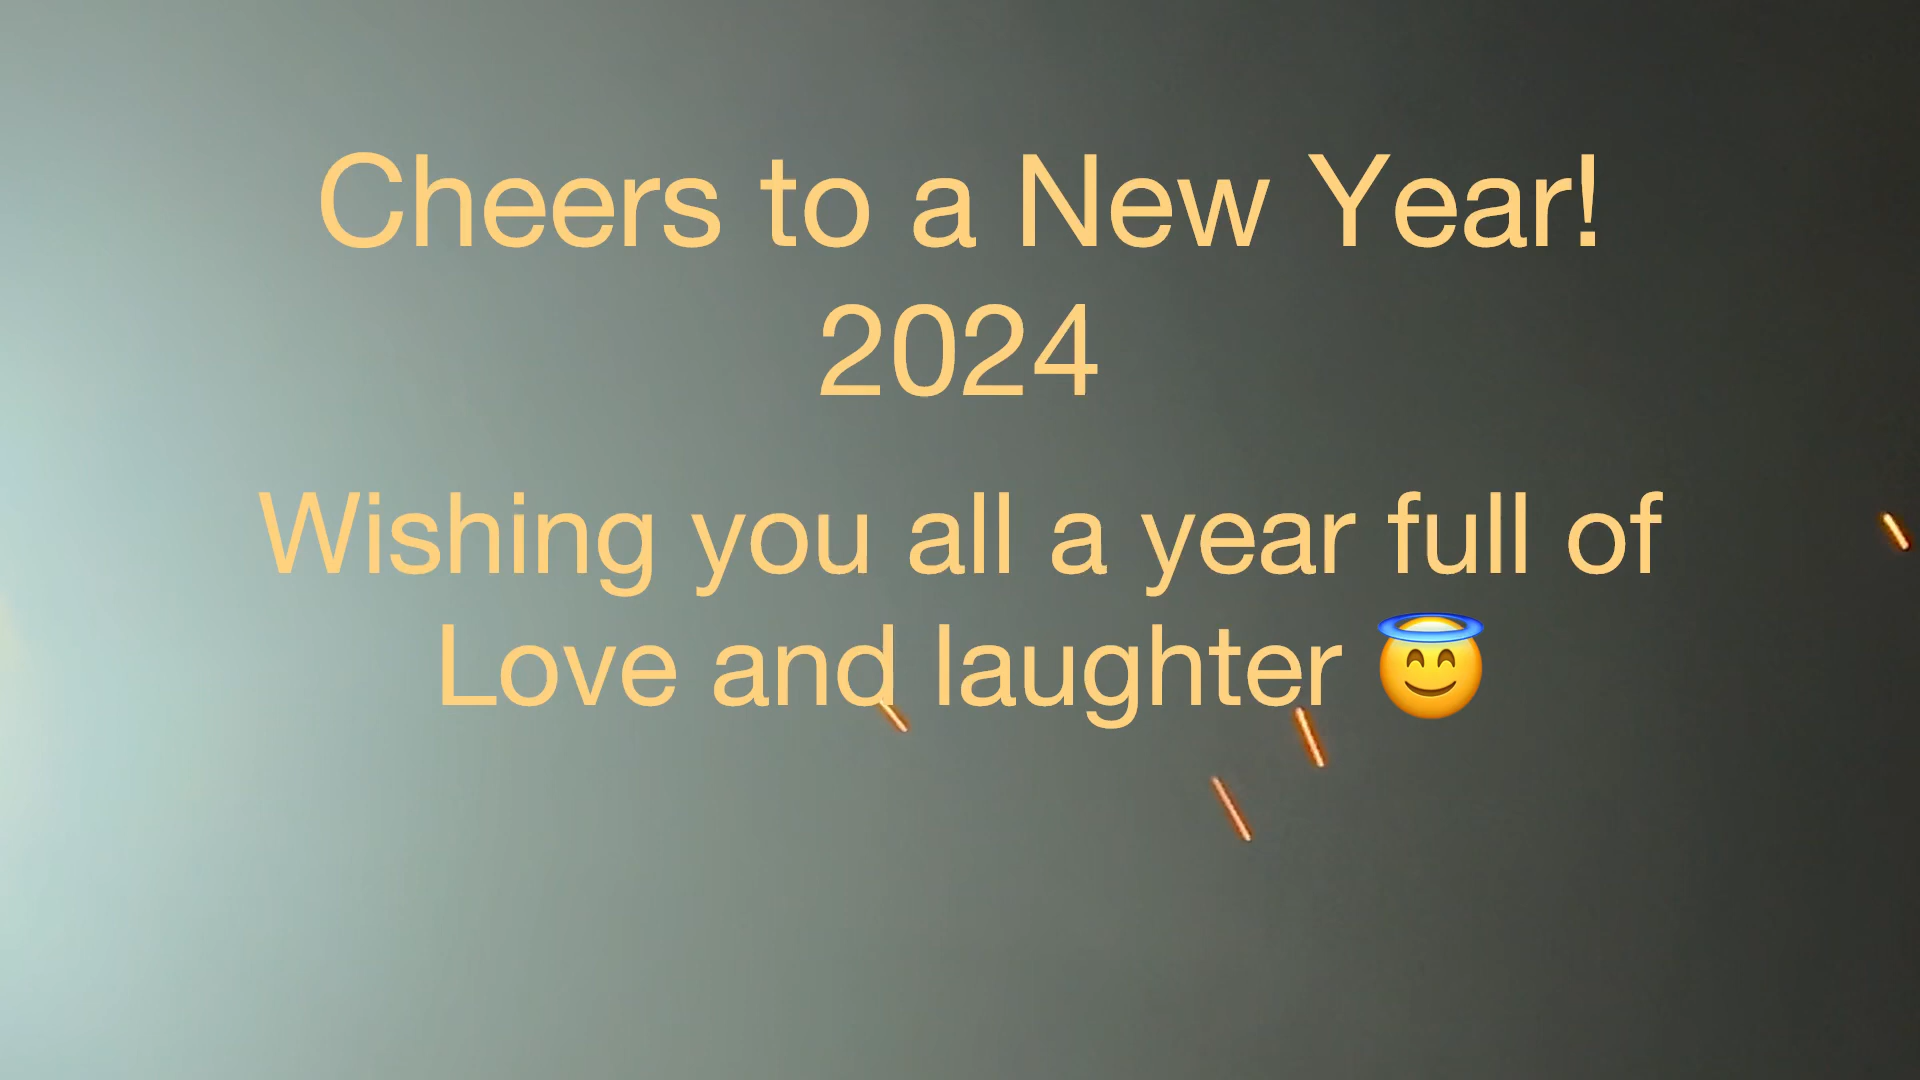 Cheers to a New Year!
2024
Wishing you all a year full of
Love and laughter 😇